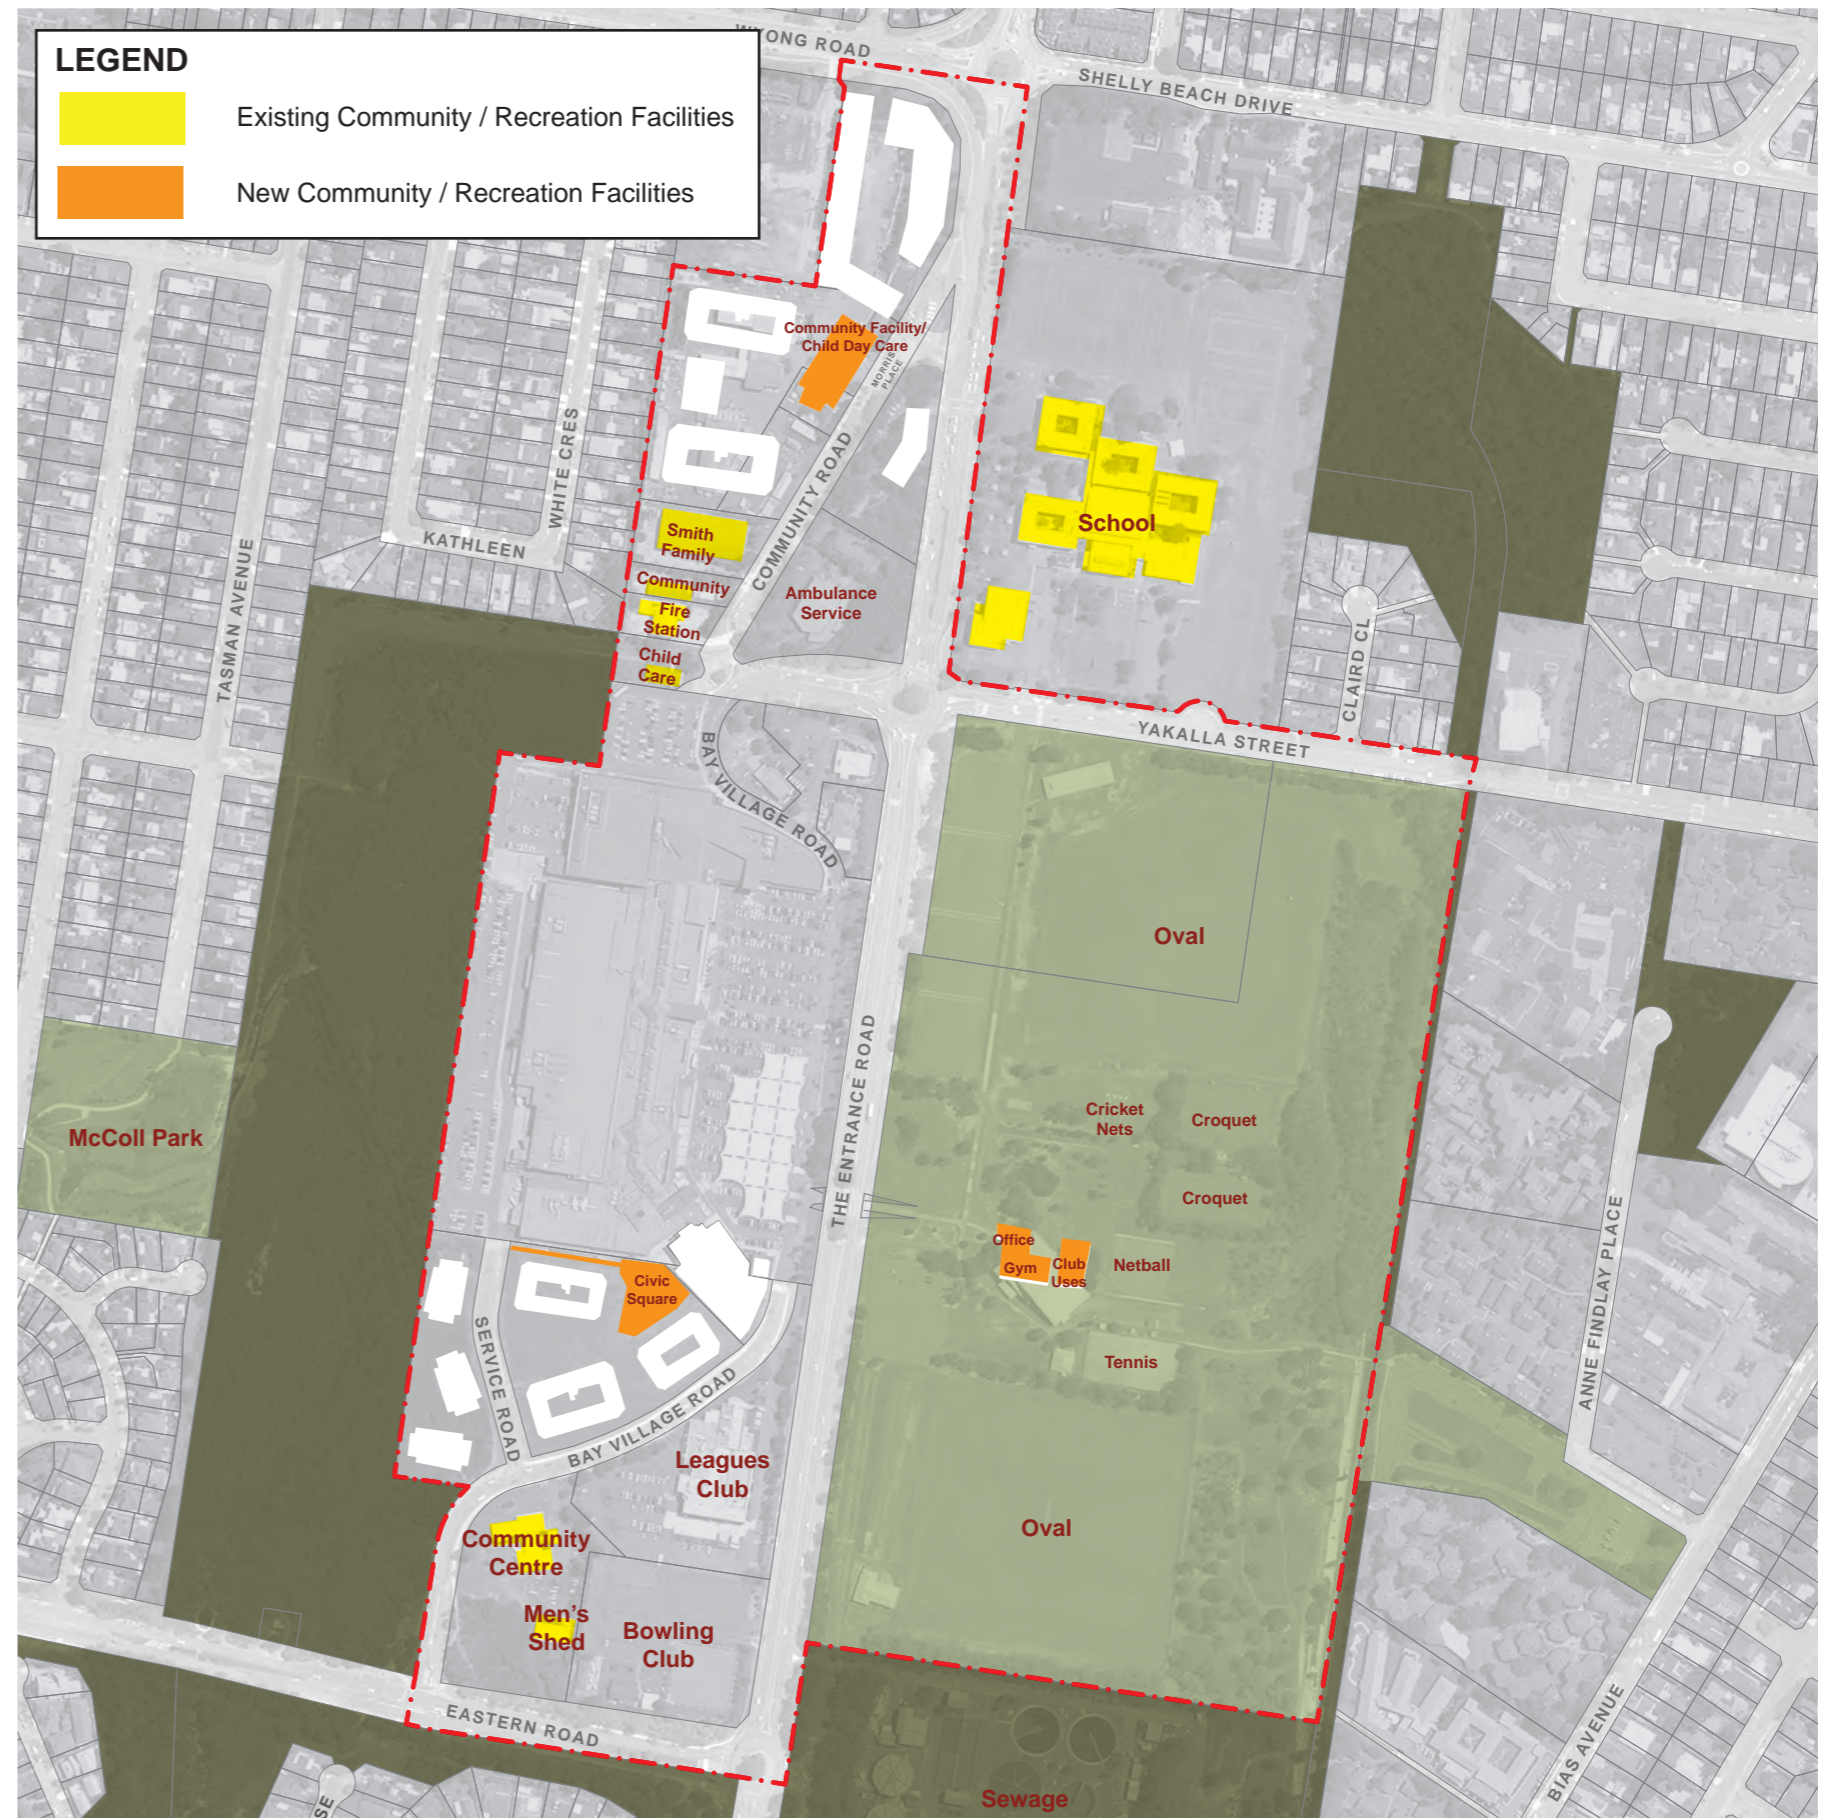 LEGEND
Existing Community / Recreation Facilities
New Community / Recreation Facilities
ONG ROAD
SHELLY BEACH DRIVE
Community Facility/
Child Day Care
MORRIS
PLACE
WHITE CRES
KATHLEEN
TASMAN AVENUE
COMMUNITY ROAD
School
Smith
Family
Community
Fire
Station
Child
Care
Ambulance
Service
CLAIRD CL
YAKALLA STREET
BAY VILLAGE ROAD
Oval
THE ENTRANCE ROAD
McColl Park
Cricket
Nets
Croquet
Croquet
Office
Gym
Club
Uses
Netball
Civic
Square
Tennis
SERVICE ROAD
BAY VILLAGE ROAD
ANNE FINDLAY PLACE
Leagues
Club
Community
Centre
Oval
Men's
Shed
Bowling
Club
EASTERN ROAD
BIAS AVENUE
Sewage
SE